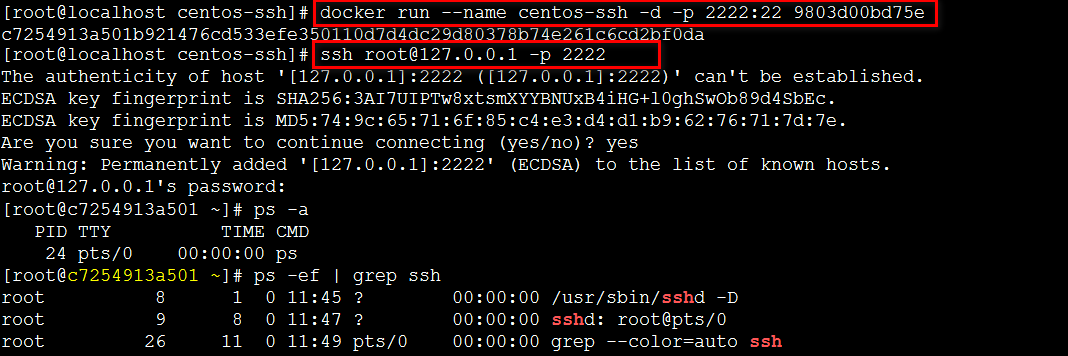 [root@localhost centos-ssh]# docker run --name centos-ssh -d -p 2222:22 9803d00bd75e
c7254913a501b921476cd533efe350110d7d4dc29d80378b74e261c6cd2bf0da
[root@localhost centos-ssh]# ssh root@127.0.0.1 -p 2222
The authenticity of host '[127.0.0.1]:2222 ([127.0.0.1]:2222)' can't be established.
ECDSA key fingerprint is SHA256:3AI7UIPTw8xtsmXYYBNUxB4iHG+l0ghSwOb89d4SbEc.
ECDSA key fingerprint is MD5:74:9c:65:71:6f:85:c4:e3:d4:d1:b9:62:76:71:7d:7e.
Are you sure you want to continue connecting (yes/no)? yes
Warning: Permanently added '[127.0.0.1]:2222' (ECDSA) to the list of known hosts.
root@127.0.0.1's password:
[root@c7254913a501 ~]# ps -a
PID TTY TIME CMD
24 pts/0 00:00:00 ps
[root@c7254913a501 ~]# ps -ef | grep ssh
root 8 1 0 11:45 ? 00:00:00 /usr/sbin/sshd -D
root 9 8 0 11:47 ? 00:00:00 sshd: root@pts/0
root 26 11 0 11:49 pts/0 00:00:00 grep --color=auto ssh